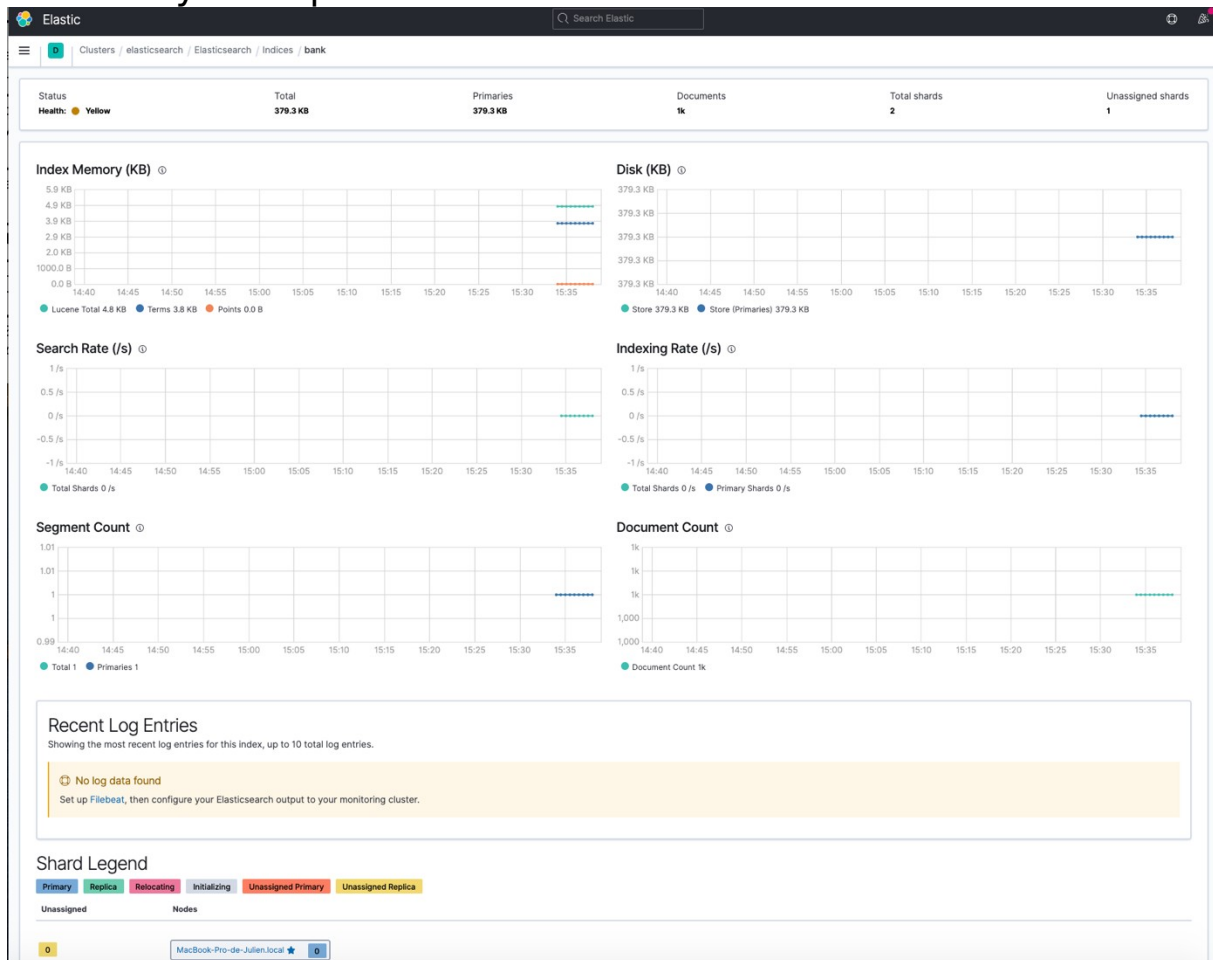 Elastic
Search Elastic
D
Clusters / elasticsearch / Elasticsearch / Indices / bank
Status Total Primaries Documents Total shards Unassigned shards
Health: Yellow 379.3 KB 379.3 KB 1k 2 1
Index Memory (KB)
5.9 KB
4.9 KB
3.9 KB
2.9 KB
2.0 KB
1000.0 B
0.0 B
14:40 14:45 14:50 14:55 15:00 15:05 15:10 15:15 15:20 15:25 15:30 15:35
Lucene Total 4.8 KB Terms 3.8 KB Points 0.0 B
Disk (KB)
379.3 KB
379.3 KB
379.3 KB
379.3 KB
379.3 KB
14:40 14:45 14:50 14:55 15:00 15:05 15:10 15:15 15:20 15:25 15:30 15:35
Store 379.3 KB Store (Primaries) 379.3 KB
Search Rate (/s)
1 /s
0.5 /s
0 /s
-0.5 /s
-1 /s
14:40 14:45 14:50 14:55 15:00 15:05 15:10 15:15 15:20 15:25 15:30 15:35
Total Shards 0 /s
Indexing Rate (/s)
1 /s
0.5 /s
0 /s
-0.5 /s
-1 /s
14:40 14:45 14:50 14:55 15:00 15:05 15:10 15:15 15:20 15:25 15:30 15:35
Total Shards 0 /s Primary Shards 0 /s
Segment Count
1.01
1.01
1
1
0.99
14:40 14:45 14:50 14:55 15:00 15:05 15:10 15:15 15:20 15:25 15:30 15:35
Total 1 Primaries 1
Document Count
1k
1k
1k
1,000
1,000
14:40 14:45 14:50 14:55 15:00 15:05 15:10 15:15 15:20 15:25 15:30 15:35
Document Count 1k
Recent Log Entries
Showing the most recent log entries for this index, up to 10 total log entries.
No log data found
Set up Filebeat, then configure your Elasticsearch output to your monitoring cluster.
Shard Legend
Primary Replica Relocating Initializing Unassigned Primary Unassigned Replica
Unassigned Nodes
0 MacBook-Pro-de-Julien.local 0